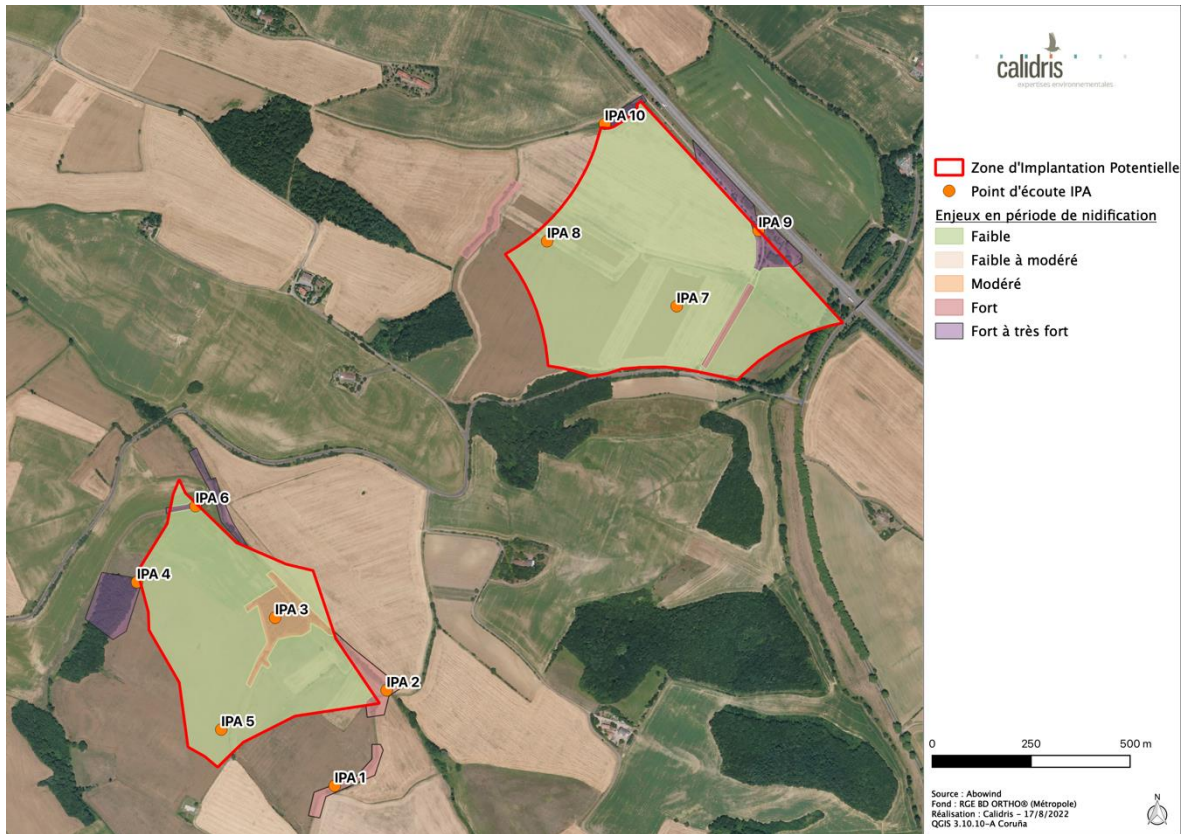 IPA 10
IPA 9
IPA 8
IPA 7
IPA 6
IPA 4
IPA 3
IPA 2
IPA 5
IPA 1
calidris
expertises environnementales
Zone d'Implantation Potentielle
Point d'écoute IPA
Enjeux en période de nidification
Faible
Faible à modéré
Modéré
Fort
Fort à très fort
0 250 500 m
Source : Abowind
Fond : RGE BD ORTHO® (Métropole)
Réalisation : Calidris - 17/8/2022
QGIS 3.10.10-A Coruña
N